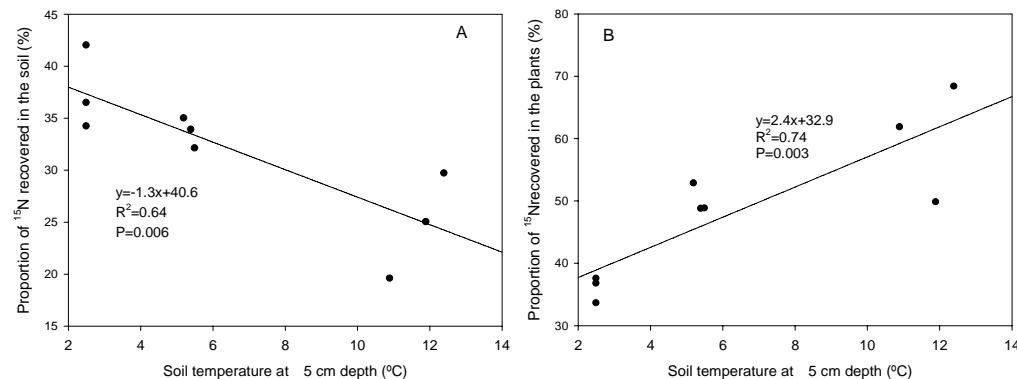 Proportion of ¹⁵N recovered in the soil (%)
45
40
35
30
25
20
15
A
y=-1.3x+40.6
R²=0.64
P=0.006
2 4 6 8 10 12 14
Soil temperature at 5 cm depth (ºC)
Proportion of ¹⁵Nrecovered in the plants (%)
80
70
60
50
40
30
B
y=2.4x+32.9
R²=0.74
P=0.003
2 4 6 8 10 12 14
Soil temperature at 5 cm depth (ºC)